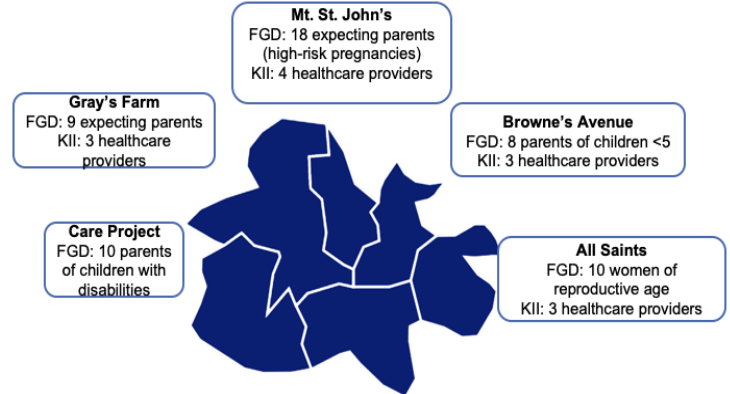 Mt. St. John’s
FGD: 18 expecting parents
(high-risk pregnancies)
KII: 4 healthcare providers
Gray’s Farm
FGD: 9 expecting parents
KII: 3 healthcare
providers
Browne’s Avenue
FGD: 8 parents of children <5
KII: 3 healthcare providers
Care Project
FGD: 10 parents
of children with
disabilities
All Saints
FGD: 10 women of
reproductive age
KII: 3 healthcare providers